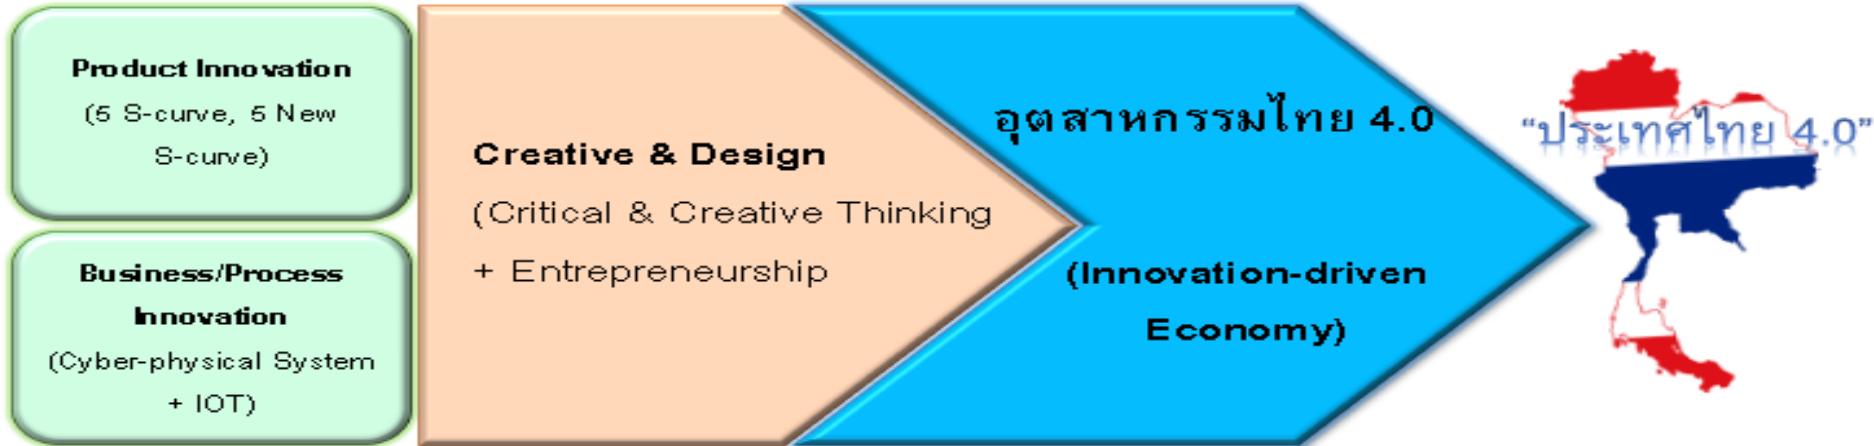 Product Innovation
(5 S-curve, 5 New
S-curve)
Business/Process
Innovation
(Cyber-physical System
+ IOT)
Creative & Design
(Critical & Creative Thinking
+ Entrepreneurship
อุตสาหกรรมไทย 4.0
(Innovation-driven
Economy)
“ประเทศไทย 4.0”